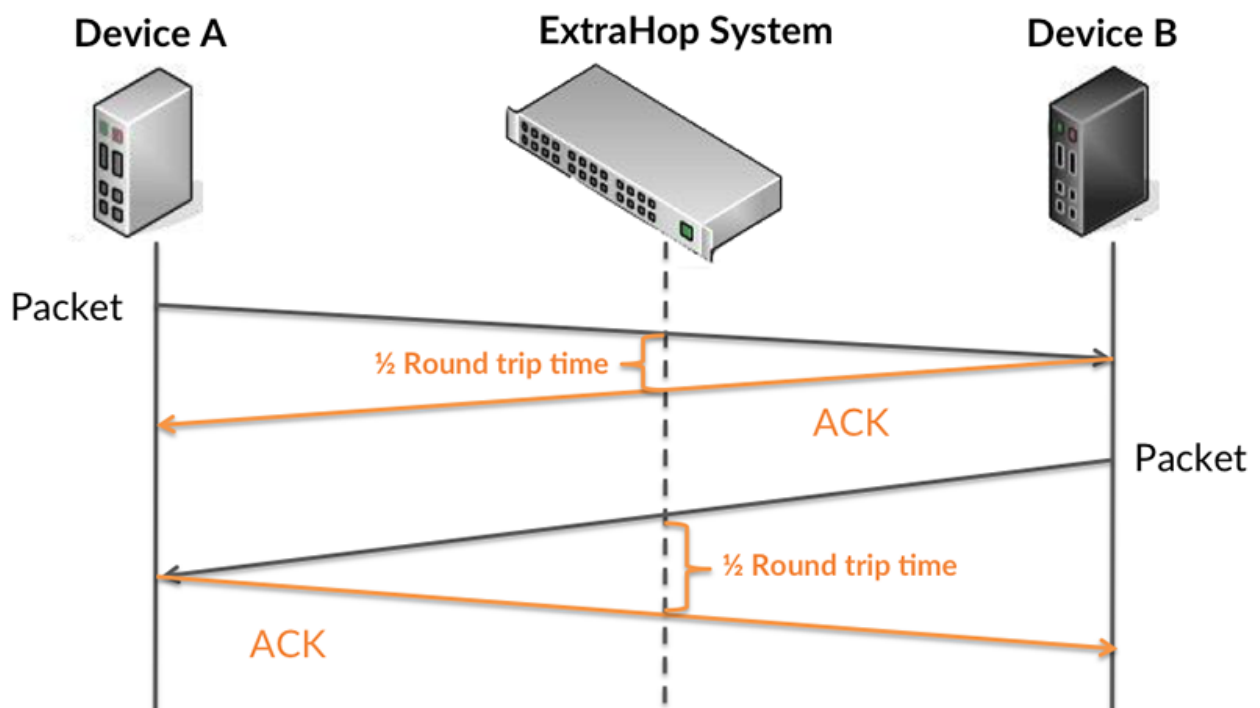 Device A
ExtraHop System
Device B
Packet
½ Round trip time
ACK
Packet
½ Round trip time
ACK